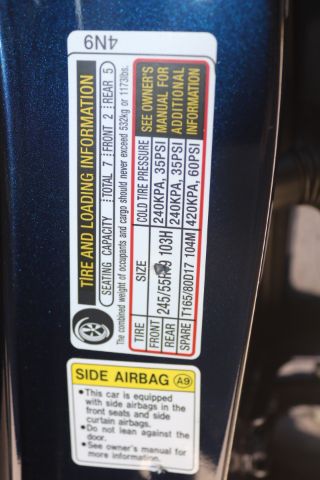 4N9
TIRE AND LOADING INFORMATION
SEATING CAPACITY TOTAL 7 FRONT 2 REAR 5
The combined weight of occupants and cargo should never exceed 532kg or 1173lbs.
TIRE SIZE COLD TIRE PRESSURE SEE OWNER'S
FRONT 245/55R 103H 240KPA, 35PSI MANUAL FOR
REAR 240KPA, 35PSI ADDITIONAL
SPARE T165/80D17 104M 420KPA, 60PSI INFORMATION
SIDE AIRBAG A9
•This car is equipped
with side airbags in the
front seats and side
curtain airbags.
•Do not lean against the
door.
•See owner's manual for
more information.